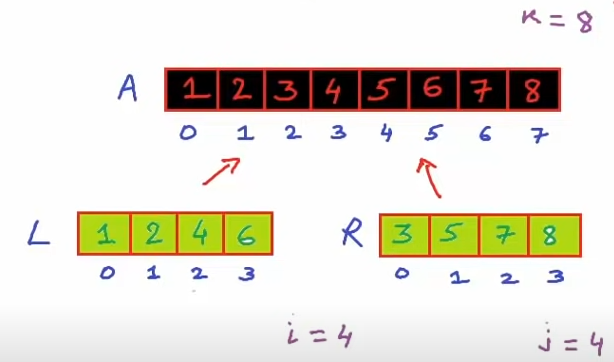 k = 8
A 1 2 3 4 5 6 7 8
0 1 2 3 4 5 6 7
L 1 2 4 6 R 3 5 7 8
0 1 2 3 0 1 2 3
i = 4 j = 4